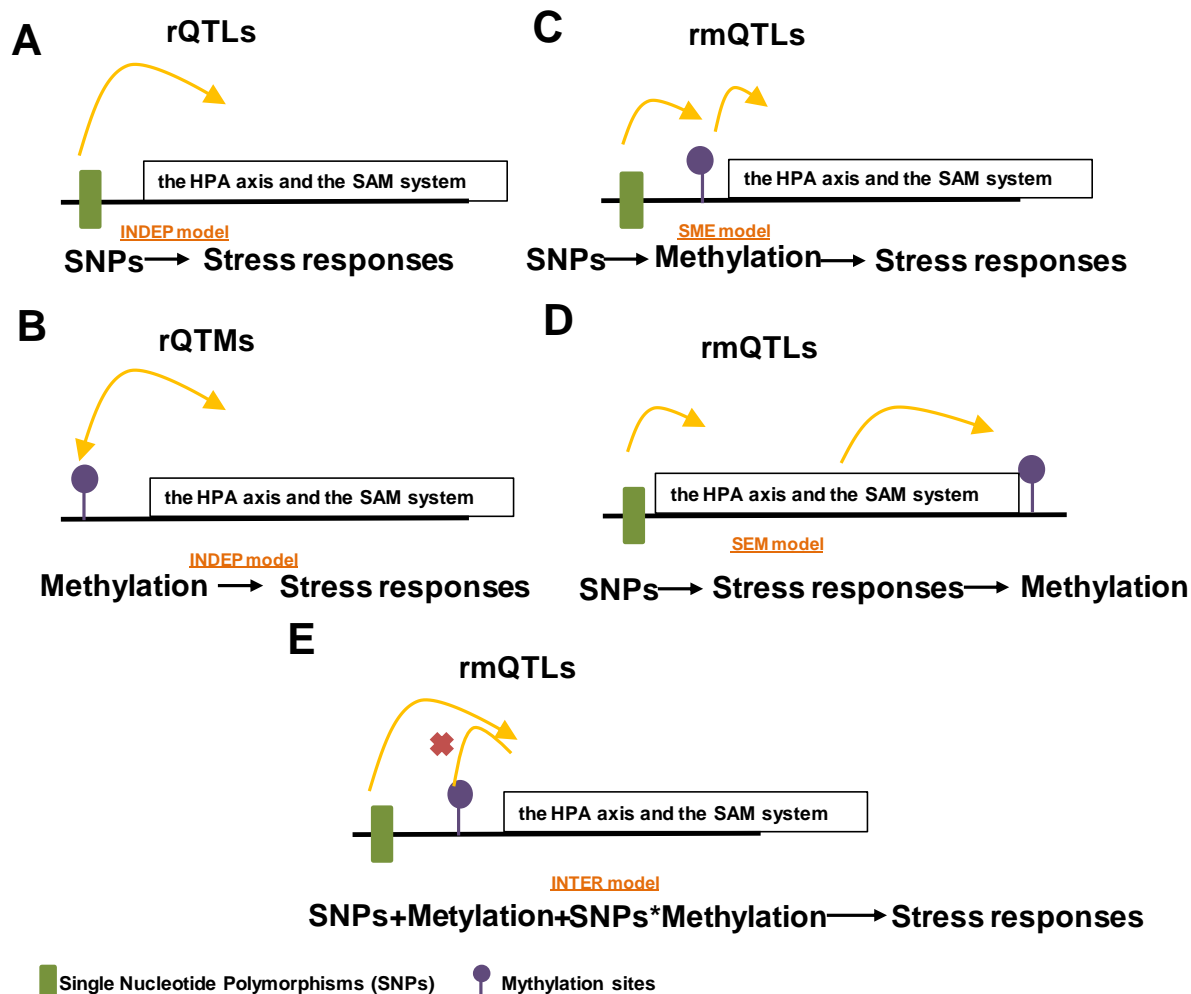 A
rQTLs
the HPA axis and the SAM system
INDEP model
SNPs Stress responses
B
rQTMs
the HPA axis and the SAM system
INDEP model
Methylation Stress responses
C
rmQTLs
the HPA axis and the SAM system
SME model
SNPs Methylation Stress responses
D
rmQTLs
the HPA axis and the SAM system
SEM model
SNPs Stress responses Methylation
E
rmQTLs
the HPA axis and the SAM system
INTER model
SNPs+Metylation+SNPs*Methylation Stress responses
Single Nucleotide Polymorphisms (SNPs) Mythylation sites